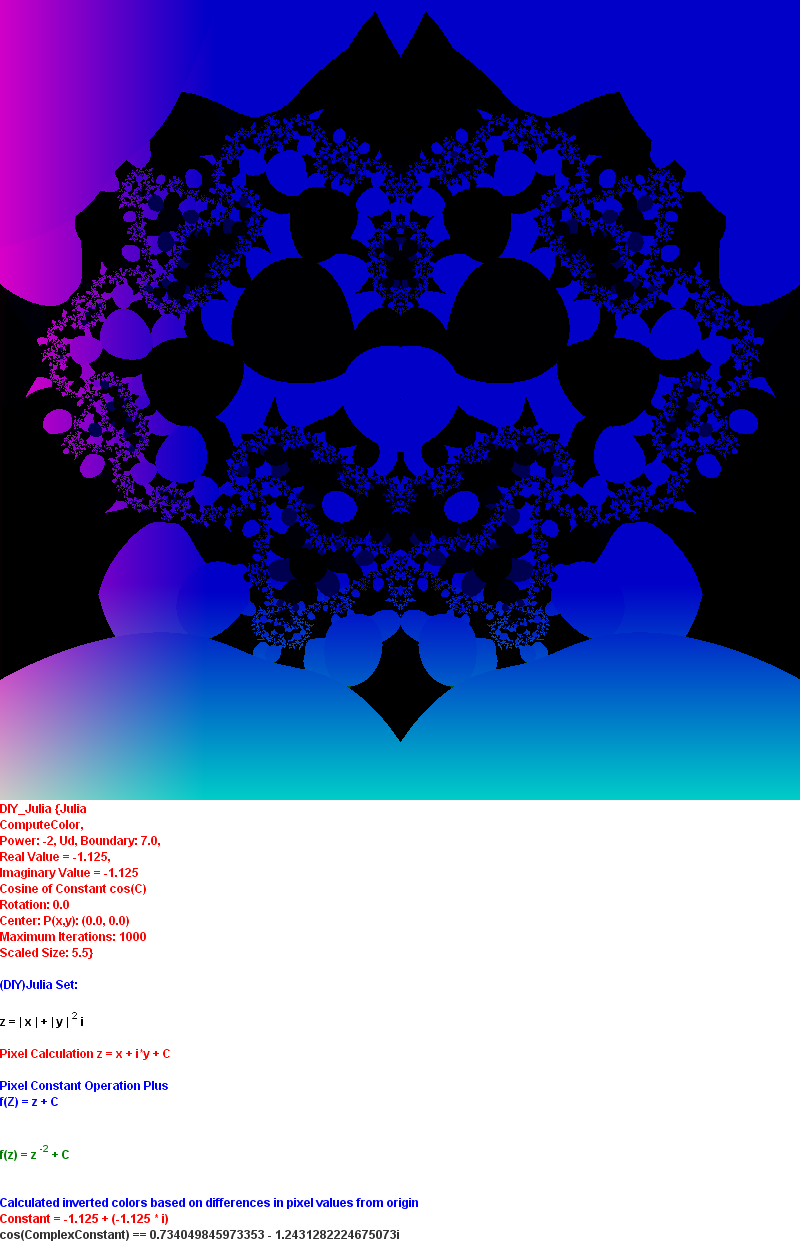 DIY_Julia {Julia
ComputeColor,
Power: -2, Ud, Boundary: 7.0,
Real Value = -1.125,
Imaginary Value = -1.125
Cosine of Constant cos(C)
Rotation: 0.0
Center: P(x,y): (0.0, 0.0)
Maximum Iterations: 1000
Scaled Size: 5.5}
(DIY)Julia Set:
z = | x | + | y | ² i
Pixel Calculation z = x + i*y + C
Pixel Constant Operation Plus
f(Z) = z + C
f(z) = z ⁻² + C
Calculated inverted colors based on differences in pixel values from origin
Constant = -1.125 + (-1.125 * i)
cos(ComplexConstant) == 0.734049845973353 - 1.2431282224675073i